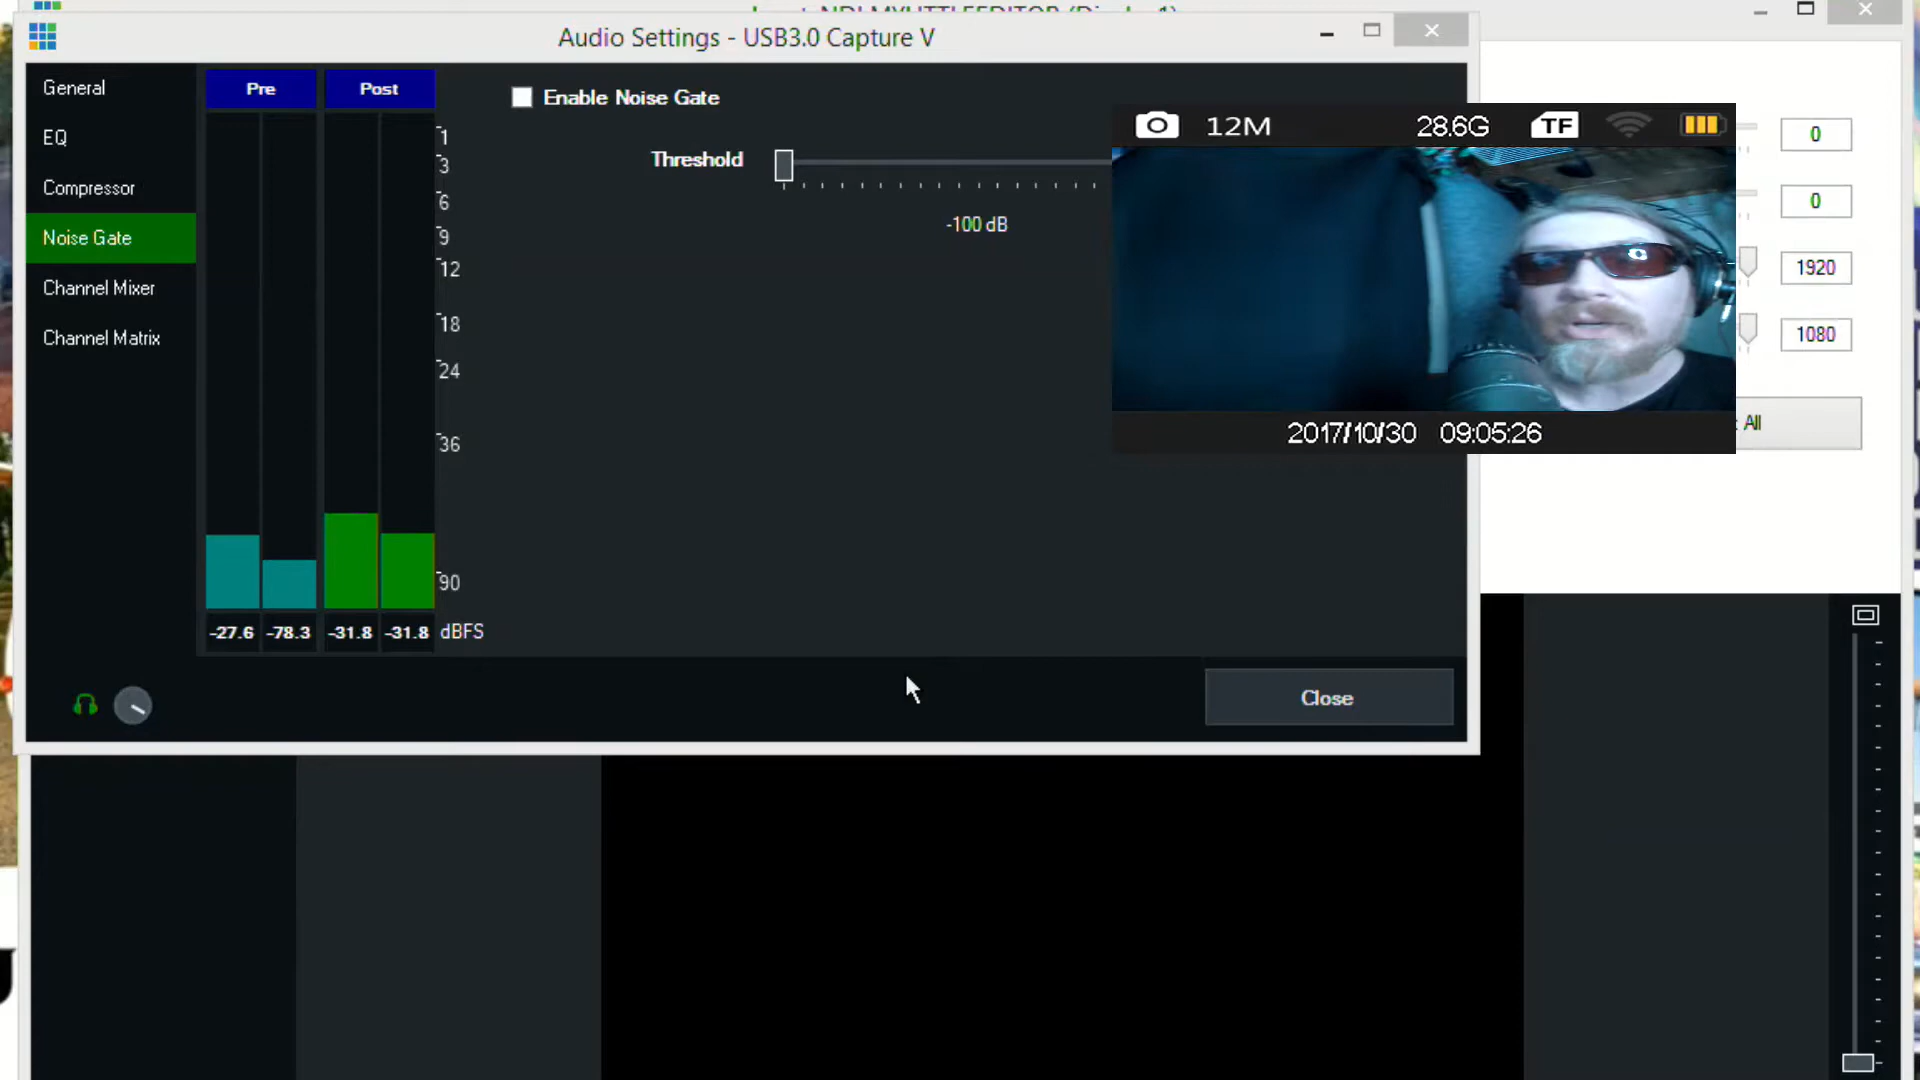 Audio Settings - USB3.0 Capture V
General
EQ
Compressor
Noise Gate
Channel Mixer
Channel Matrix
Pre
Post
1
3
6
9
12
18
24
36
90
-27.6
-78.3
-31.8
-31.8
dBFS
Enable Noise Gate
Threshold
-100 dB
12M
28.6G
TF
2017/10/30 09:05:26
0
0
1920
1080
All
Close